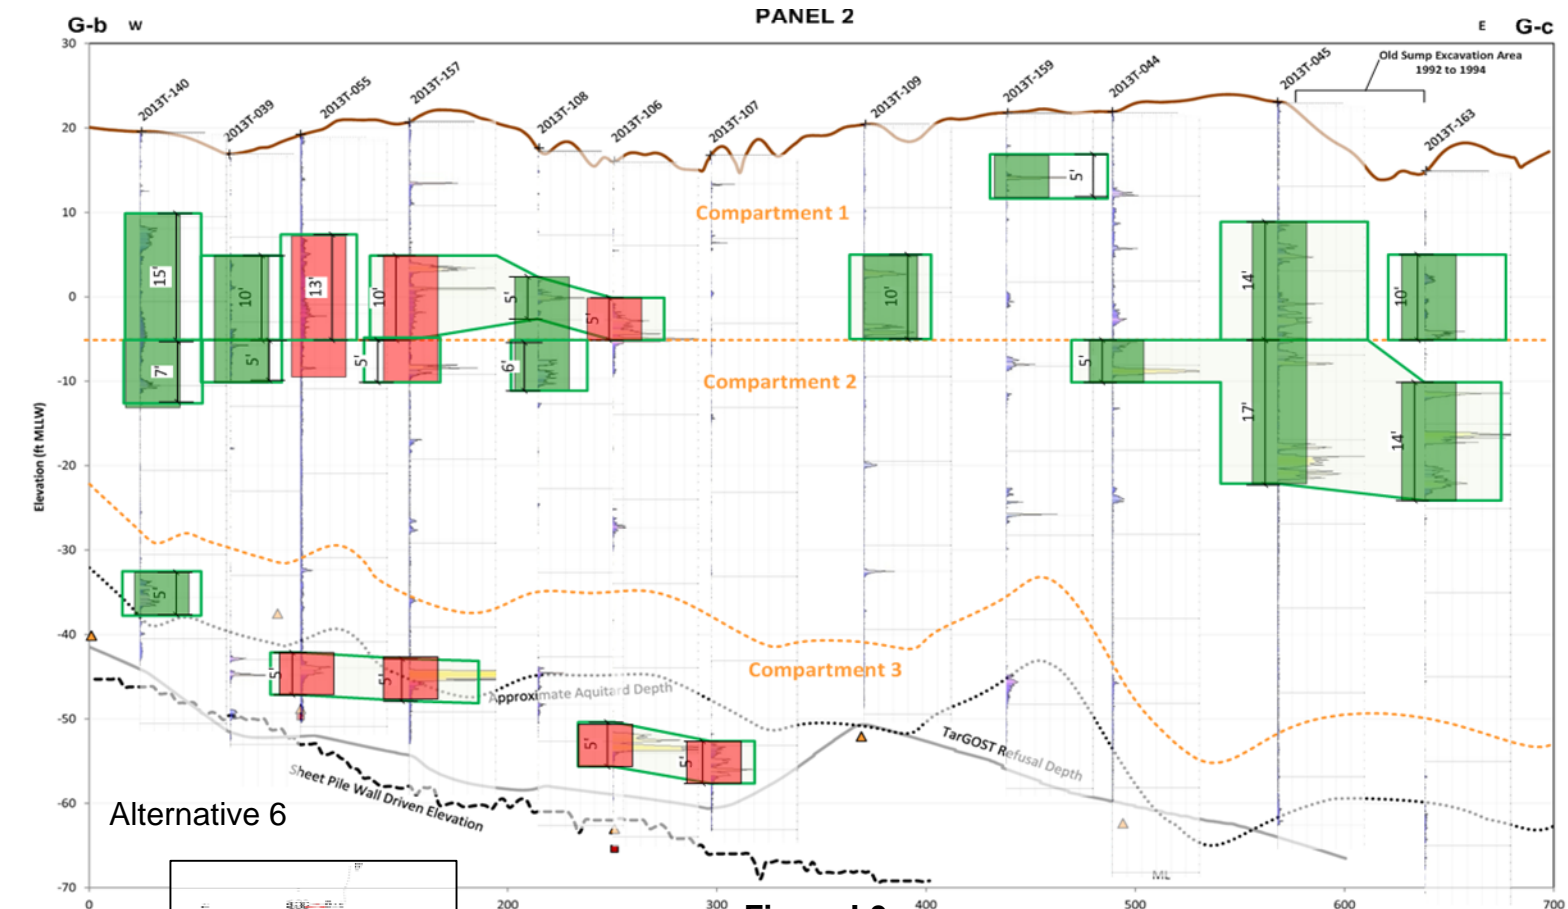 PANEL 2
G-b W
E G-c
Old Sump Excavation Area
1992 to 1994
2013T-140
2013T-039
2013T-055
2013T-157
2013T-108
2013T-106
2013T-107
2013T-109
2013T-159
2013T-044
2013T-045
2013T-163
Elevation (ft MLLW)
30
20
10
0
-10
-20
-30
-40
-50
-60
-70
Compartment 1
Compartment 2
Compartment 3
15'
10'
13'
10'
5'
5'
10'
5'
14'
10'
7'
5'
5'
6'
5'
17'
14'
5'
5'
5'
5'
5'
Approximate Aquitard Depth
TarGOST Refusal Depth
Sheet Pile Wall Driven Elevation
Alternative 6
ML
0
200
300
400
500
600
700